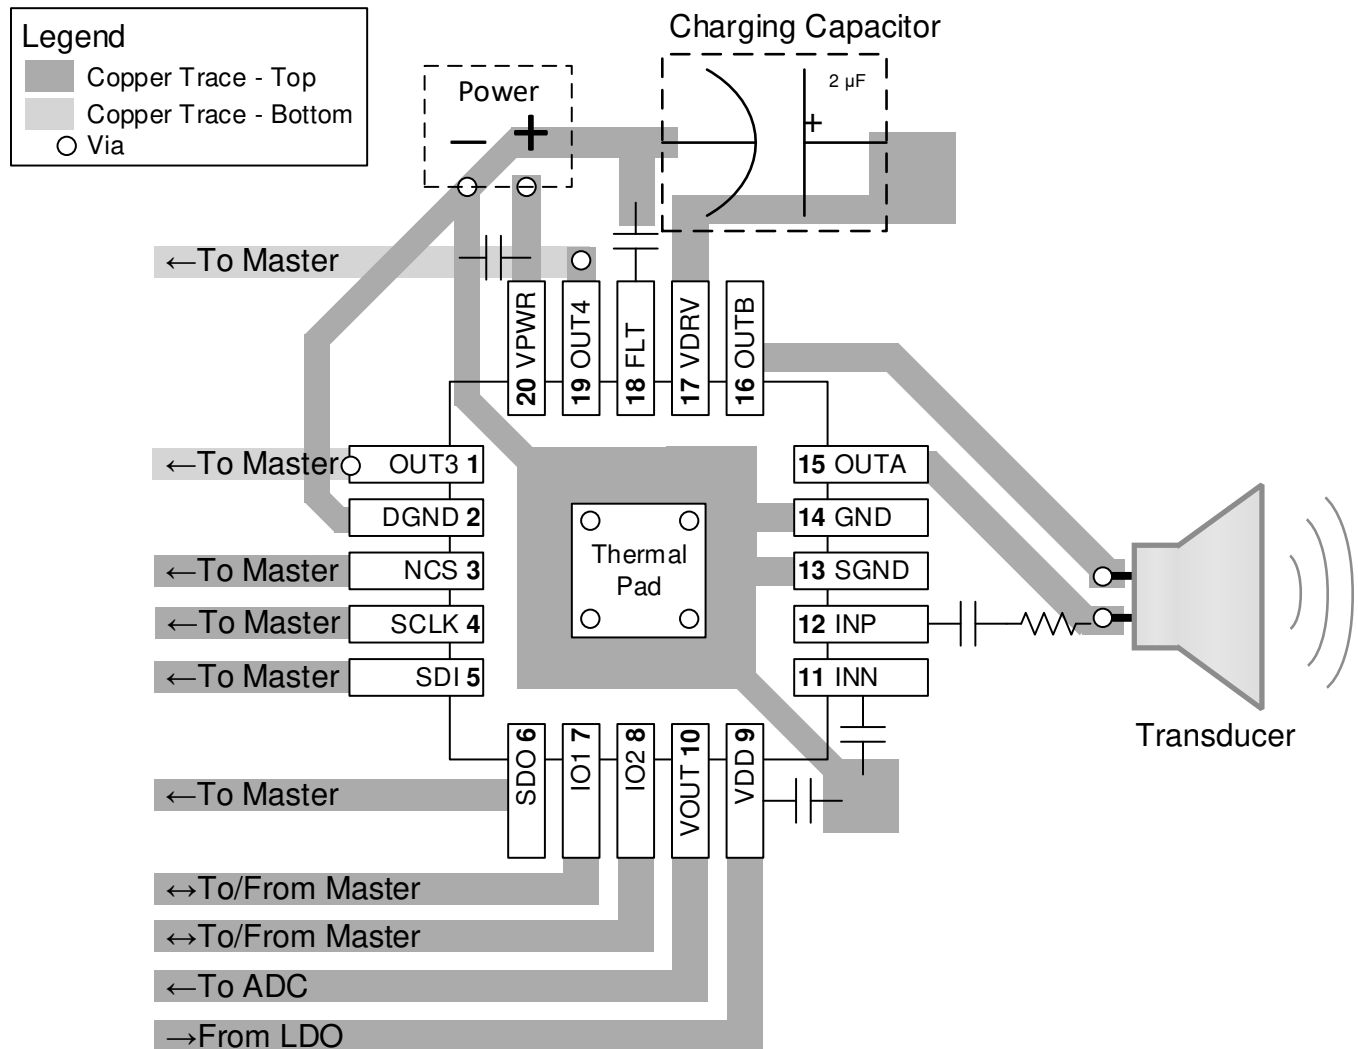 Legend
Copper Trace - Top
Copper Trace - Bottom
Via
Power
− +
Charging Capacitor
2 µF
+
←To Master
20 VPWR
19 OUT4
18 FLT
17 VDRV
16 OUTB
←To Master
OUT3 1
DGND 2
←To Master
NCS 3
←To Master
SCLK 4
←To Master
SDI 5
Thermal
Pad
15 OUTA
14 GND
13 SGND
12 INP
11 INN
Transducer
SDO 6
IO1 7
IO2 8
VOUT 10
VDD 9
←To Master
↔To/From Master
↔To/From Master
←To ADC
→From LDO